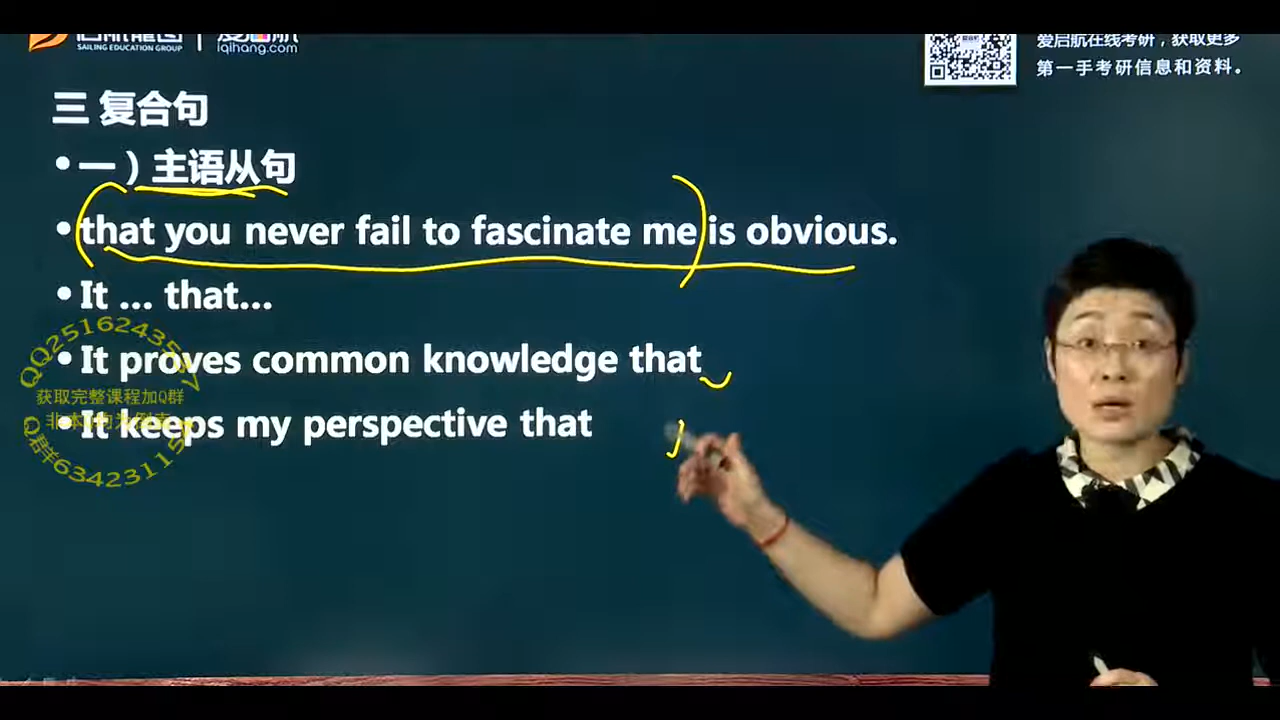 SAILING EDUCATION GROUP
iqihang.com
爱启航在线考研，获取更多
第一手考研信息和资料。
三 复合句
•一）主语从句
•that you never fail to fascinate me is obvious.
•It … that…
•It proves common knowledge that
•It keeps my perspective that
获取完整课程加Q群